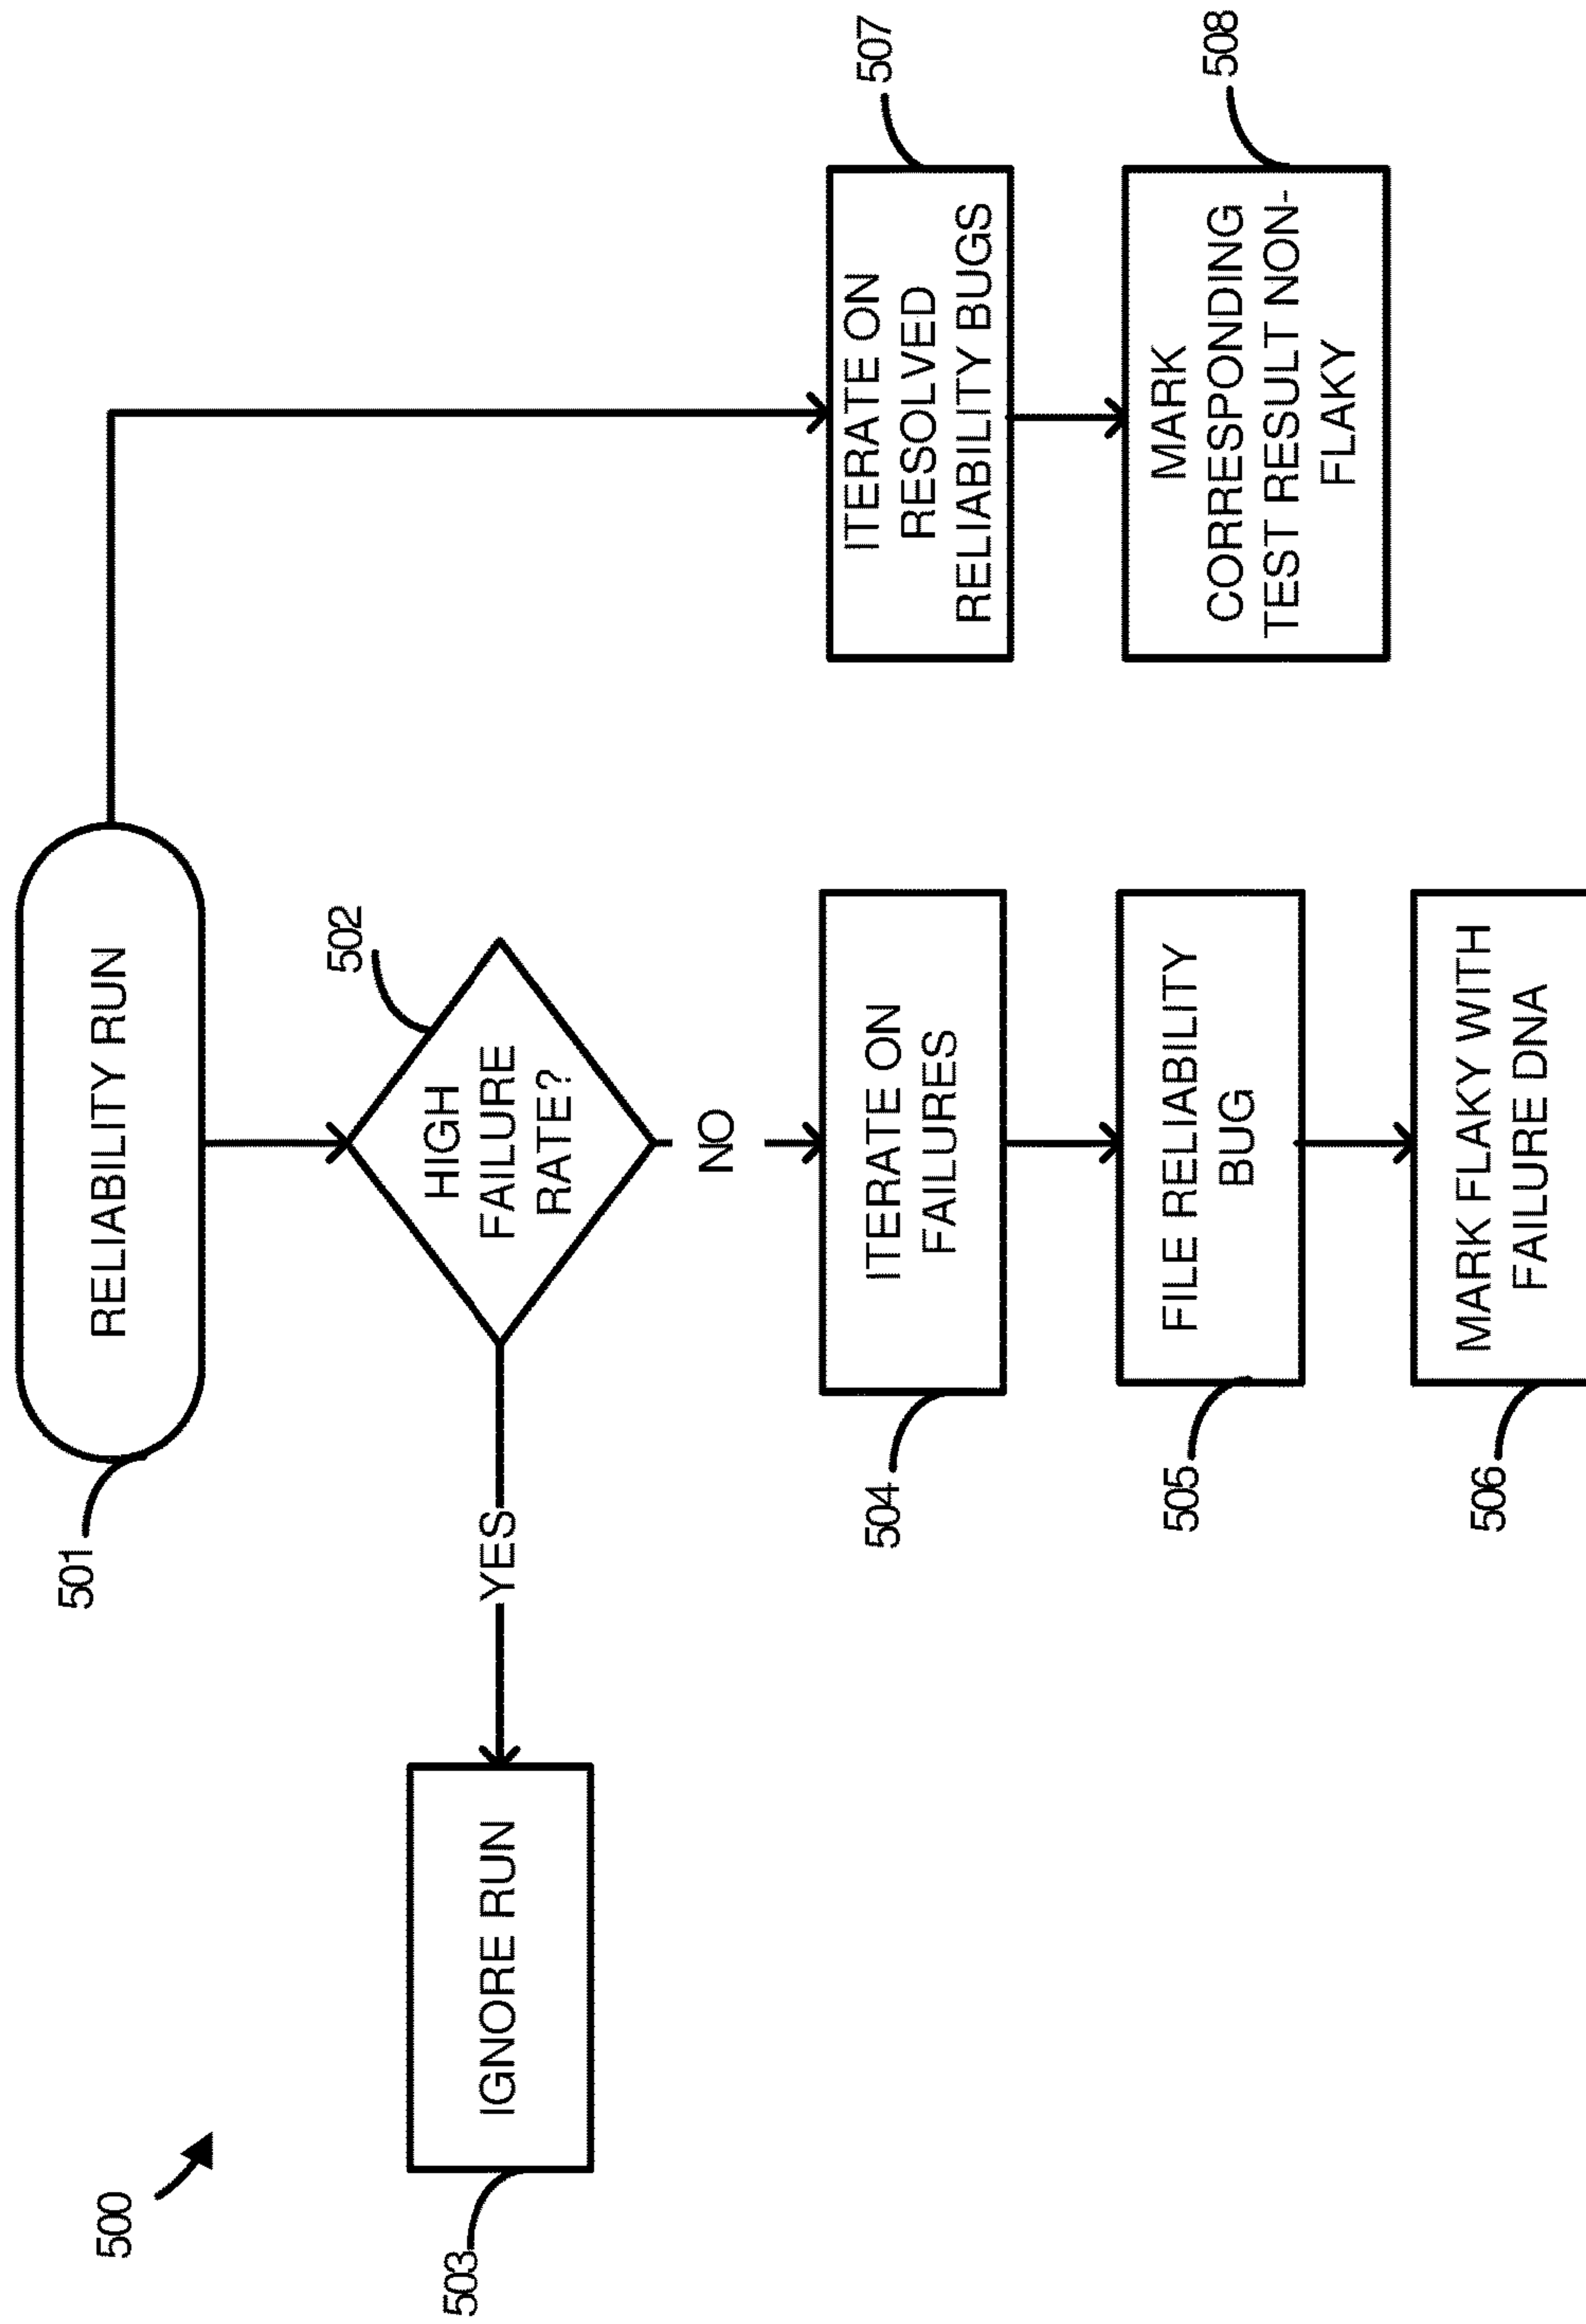 500
501
RELIABILITY RUN
502
HIGH
FAILURE
RATE?
YES
503
IGNORE RUN
NO
504
ITERATE ON
FAILURES
505
FILE RELIABILITY
BUG
506
MARK FLAKY WITH
FAILURE DNA
507
ITERATE ON
RESOLVED
RELIABILITY BUGS
508
MARK
CORRESPONDING
TEST RESULT NON-
FLAKY